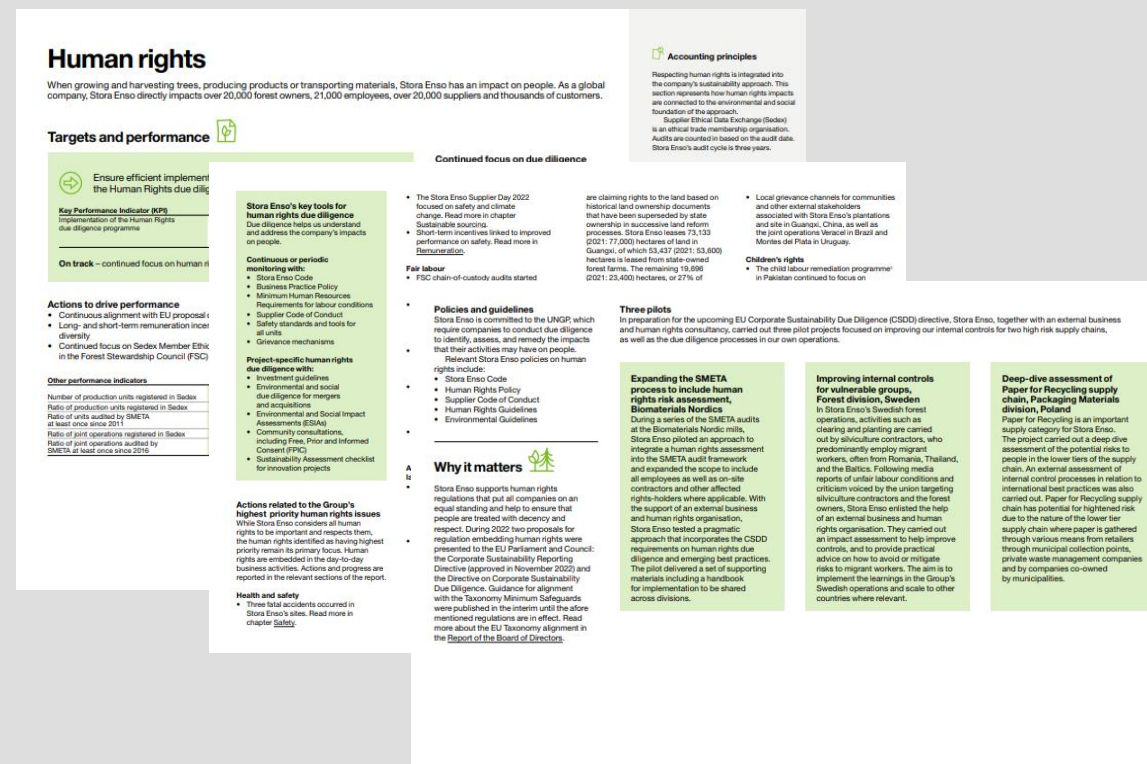 Human rights
When growing and harvesting trees, producing products or transporting materials, Stora Enso has an impact on people. As a global
company, Stora Enso directly impacts over 20,000 forest owners, 21,000 employees, over 20,000 suppliers and thousands of customers.
Targets and performance
Ensure efficient implement
the Human Rights due dilig
Key Performance Indicator (KPI)
Implementation of the Human Rights
due diligence programme
On track – continued focus on human ri
Actions to drive performance
• Continuous alignment with EU proposal o
• Long- and short-term remuneration incen
diversity
• Continued focus on Sedex Member Ethic
in the Forest Stewardship Council (FSC)
Other performance indicators
Number of production units registered in Sedex
Ratio of production units registered in Sedex
Ratio of units audited by SMETA
at least once since 2011
Ratio of joint operations registered in Sedex
Ratio of joint operations audited by
SMETA at least once since 2016
Continued focus on due diligence
Accounting principles
Respecting human rights is integrated into
the company's sustainability approach. This
section represents how human rights impacts
are connected to the environmental and social
foundation of the approach.
Supplier Ethical Data Exchange (Sedex)
is an ethical trade membership organisation.
Audits are counted in based on the audit date.
Stora Enso's audit cycle is three years.
Stora Enso's key tools for
human rights due diligence
Due diligence helps us understand
and address the company's impacts
on people.
Continuous or periodic
monitoring with:
• Stora Enso Code
• Business Practice Policy
• Minimum Human Resources
Requirements for labour conditions
• Supplier Code of Conduct
• Safety standards and tools for
all units
• Grievance mechanisms
Project-specific human rights
due diligence with:
• Investment guidelines
• Environmental and social
due diligence for mergers
and acquisitions
• Environmental and Social Impact
Assessments (ESIAs)
• Community consultations,
including Free, Prior and Informed
Consent (FPIC)
• Sustainability Assessment checklist
for innovation projects
Actions related to the Group's
highest priority human rights issues
While Stora Enso considers all human
rights to be important and respects them,
the human rights identified as having highest
priority remain its primary focus. Human
rights are embedded in the day-to-day
business activities. Actions and progress are
reported in the relevant sections of the report.
Health and safety
• Three fatal accidents occurred in
Stora Enso's sites. Read more in
chapter Safety.
• The Stora Enso Supplier Day 2022
focused on safety and climate
change. Read more in chapter
Sustainable sourcing.
• Short-term incentives linked to improved
performance on safety. Read more in
Remuneration.
Fair labour
• FSC chain-of-custody audits started
are claiming rights to the land based on
historical land ownership documents
that have been superseded by state
ownership in successive land reform
processes. Stora Enso leases 73,133
(2021: 77,000) hectares of land in
Guangxi, of which 53,437 (2021: 53,600)
hectares is leased from state-owned
forest farms. The remaining 19,696
(2021: 23,400) hectares, or 27% of
• Local grievance channels for communities
and other external stakeholders
associated with Stora Enso's plantations
and site in Guangxi, China, as well as
the joint operations Veracel in Brazil and
Montes del Plata in Uruguay.
Children's rights
• The child labour remediation programme
in Pakistan continued to focus on
Policies and guidelines
Stora Enso is committed to the UNGP, which
require companies to conduct due diligence
to identify, assess, and remedy the impacts
that their activities may have on people.
Relevant Stora Enso policies on human
rights include:
• Stora Enso Code
• Human Rights Policy
• Supplier Code of Conduct
• Human Rights Guidelines
• Environmental Guidelines
Why it matters
Stora Enso supports human rights
regulations that put all companies on an
equal standing and help to ensure that
people are treated with decency and
respect. During 2022 two proposals for
regulation embedding human rights were
presented to the EU Parliament and Council:
the Corporate Sustainability Reporting
Directive (approved in November 2022) and
the Directive on Corporate Sustainability
Due Diligence. Guidance for alignment
with the Taxonomy Minimum Safeguards
were published in the interim until the afore
mentioned regulations are in effect. Read
more about the EU Taxonomy alignment in
the Report of the Board of Directors.
Three pilots
In preparation for the upcoming EU Corporate Sustainability Due Diligence (CSDD) directive, Stora Enso, together with an external business
and human rights consultancy, carried out three pilot projects focused on improving our internal controls for two high risk supply chains,
as well as the due diligence processes in our own operations.
Expanding the SMETA
process to include human
rights risk assessment,
Biomaterials Nordics
During a series of the SMETA audits
at the Biomaterials Nordic mills,
Stora Enso piloted an approach to
integrate a human rights assessment
into the SMETA audit framework
and expanded the scope to include
all employees as well as on-site
contractors and other affected
rights-holders where applicable. With
the support of an external business
and human rights organisation,
Stora Enso tested a pragmatic
approach that incorporates the CSDD
requirements on human rights due
diligence and emerging best practices.
The pilot delivered a set of supporting
materials including a handbook
for implementation to be shared
across divisions.
Improving internal controls
for vulnerable groups,
Forest division, Sweden
In Stora Enso's Swedish forest
operations, activities such as
clearing and planting are carried
out by silviculture contractors, who
predominantly employ migrant
workers, often from Romania, Thailand,
and the Baltics. Following media
reports of unfair labour conditions and
criticism voiced by the union targeting
silviculture contractors and the forest
owners, Stora Enso enlisted the help
of an external business and human
rights organisation. They carried out
an impact assessment to help improve
controls, and to provide practical
advice on how to avoid or mitigate
risks to migrant workers. The aim is to
implement the learnings in the Group's
Swedish operations and scale to other
countries where relevant.
Deep-dive assessment of
Paper for Recycling supply
chain, Packaging Materials
division, Poland
Paper for Recycling is an important
supply category for Stora Enso.
The project carried out a deep dive
assessment of the potential risks to
people in the lower tiers of the supply
chain. An external assessment of
internal control processes in relation to
international best practices was also
carried out. Paper for Recycling supply
chain has potential for heightened risk
due to the nature of the lower tier
supply chain where paper is gathered
through various means from retailers
through municipal collection points,
private waste management companies
and by companies co-owned
by municipalities.